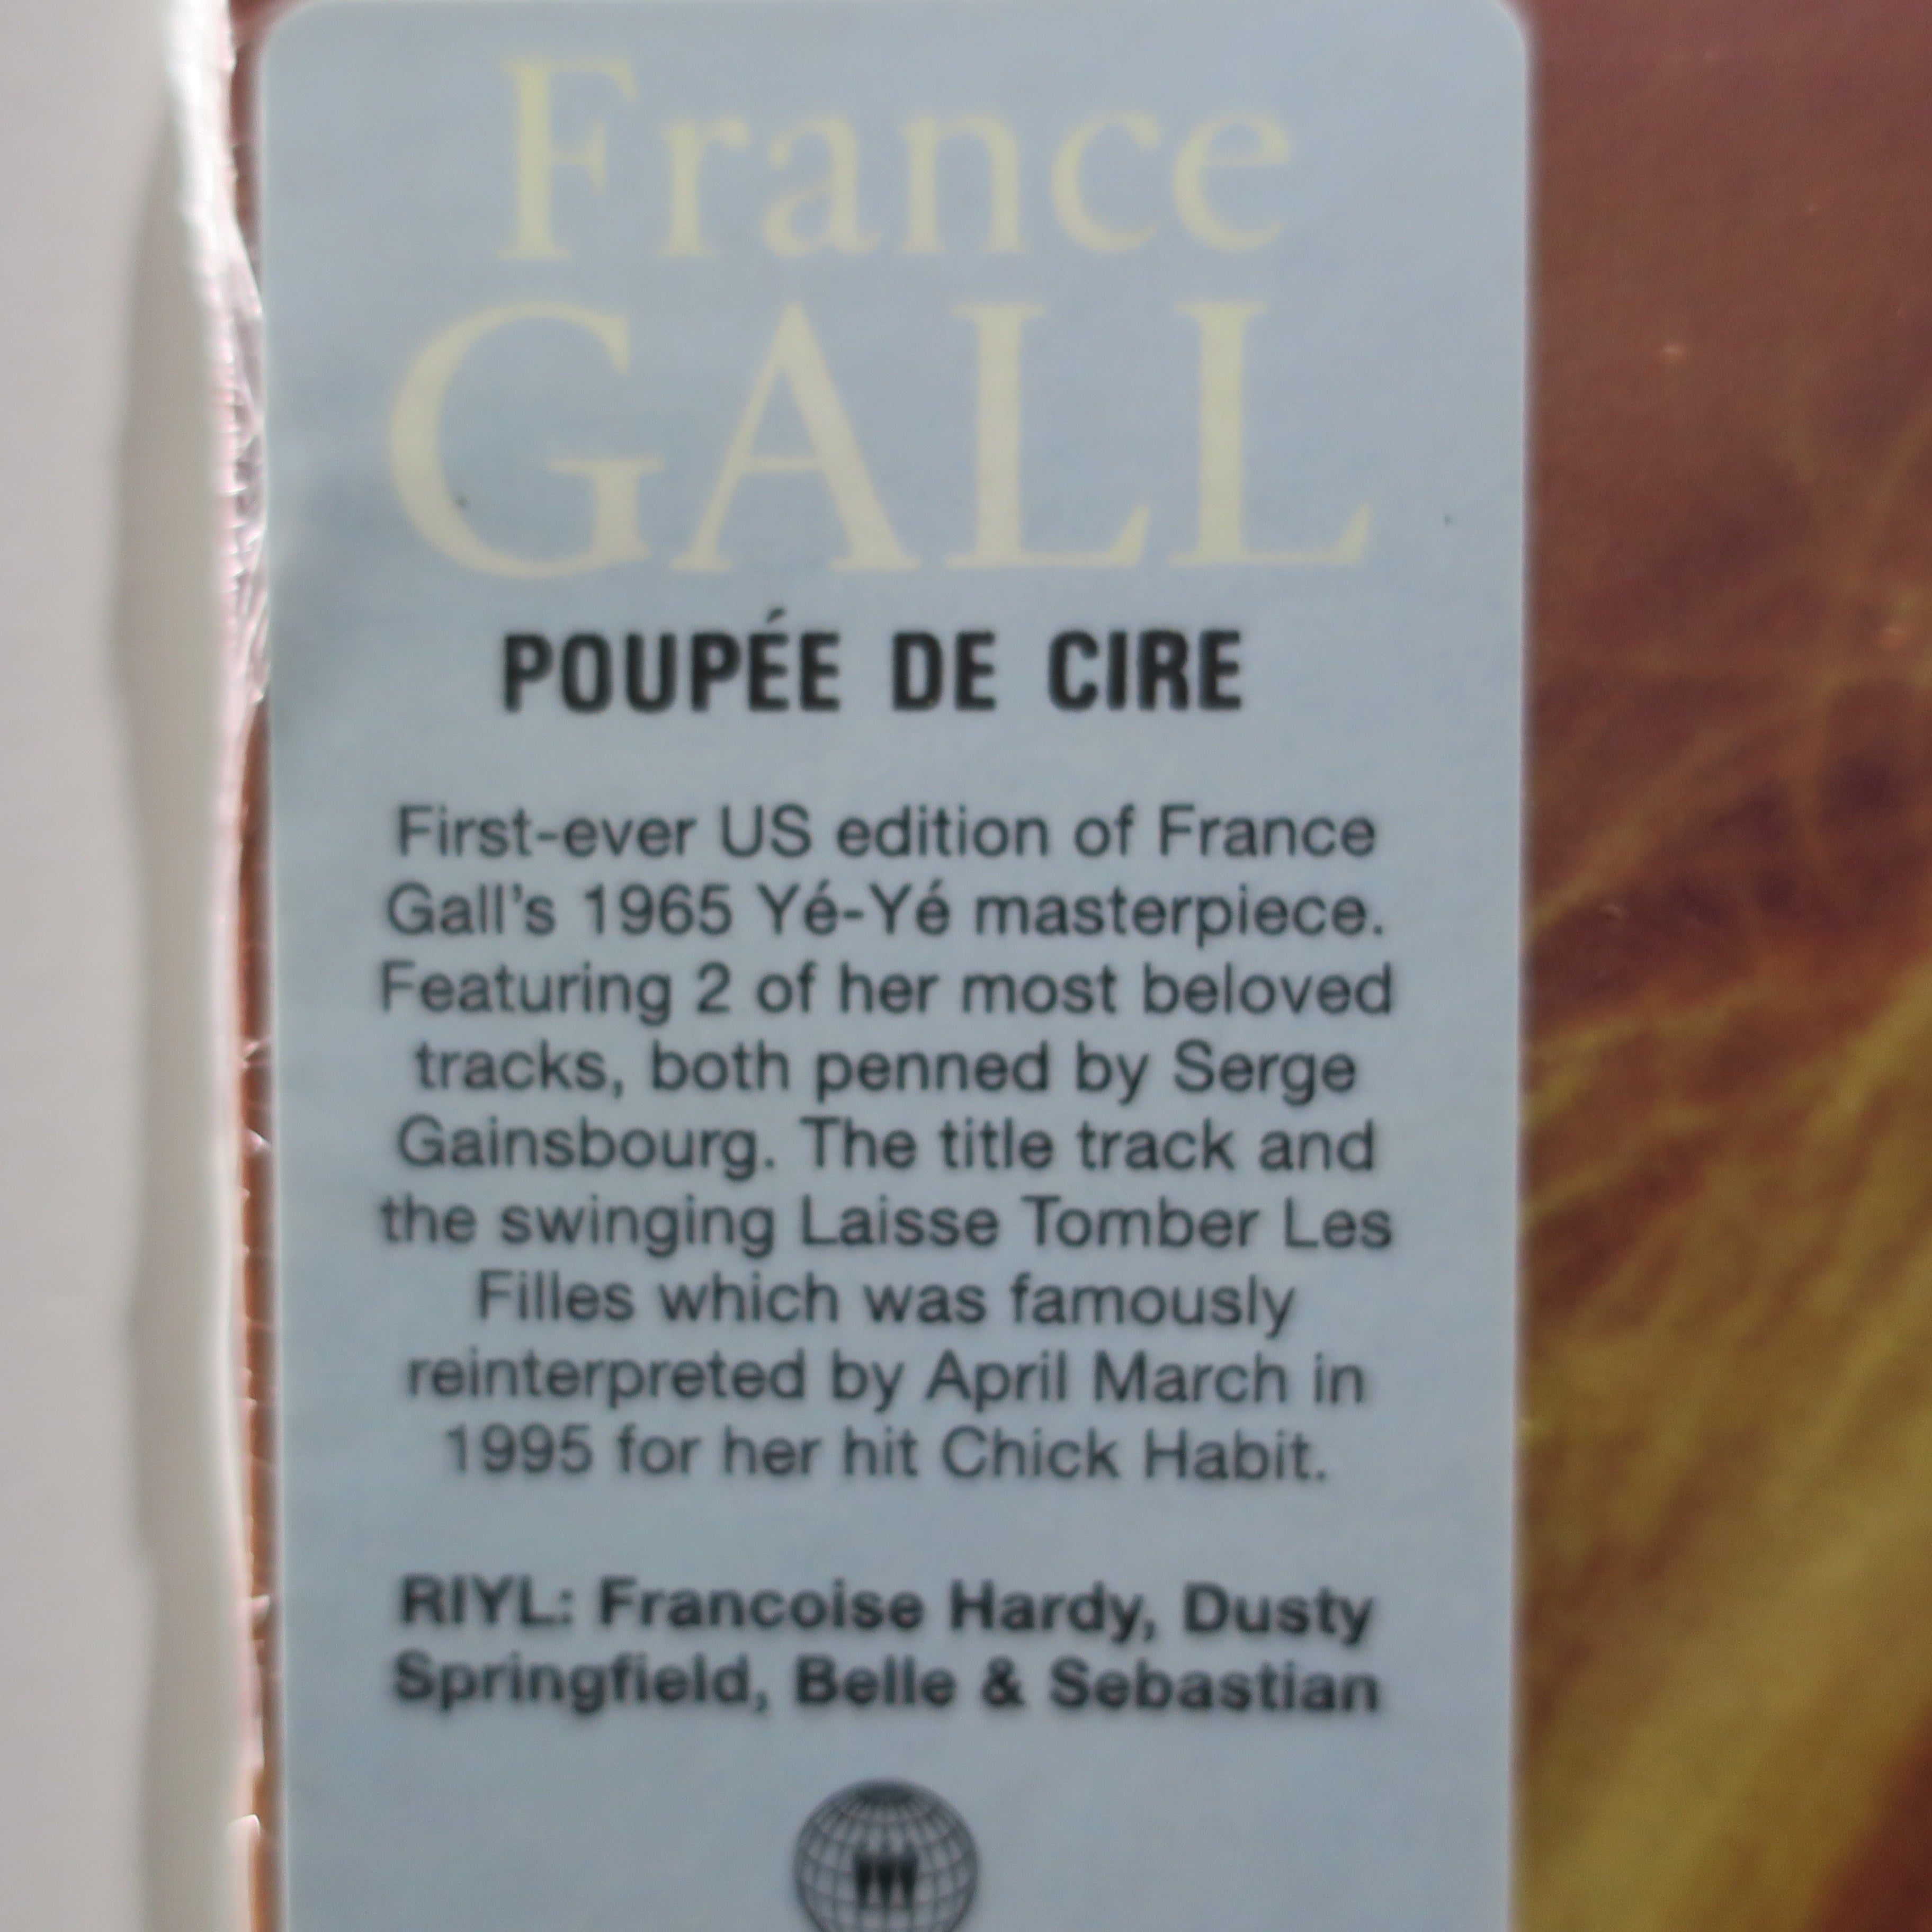 France
GALL
POUPÉE DE CIRE
First-ever US edition of France
Gall's 1965 Yé-Yé masterpiece.
Featuring 2 of her most beloved
tracks, both penned by Serge
Gainsbourg. The title track and
the swinging Laisse Tomber Les
Filles which was famously
reinterpreted by April March in
1995 for her hit Chick Habit.
RIYL: Francoise Hardy, Dusty
Springfield, Belle & Sebastian